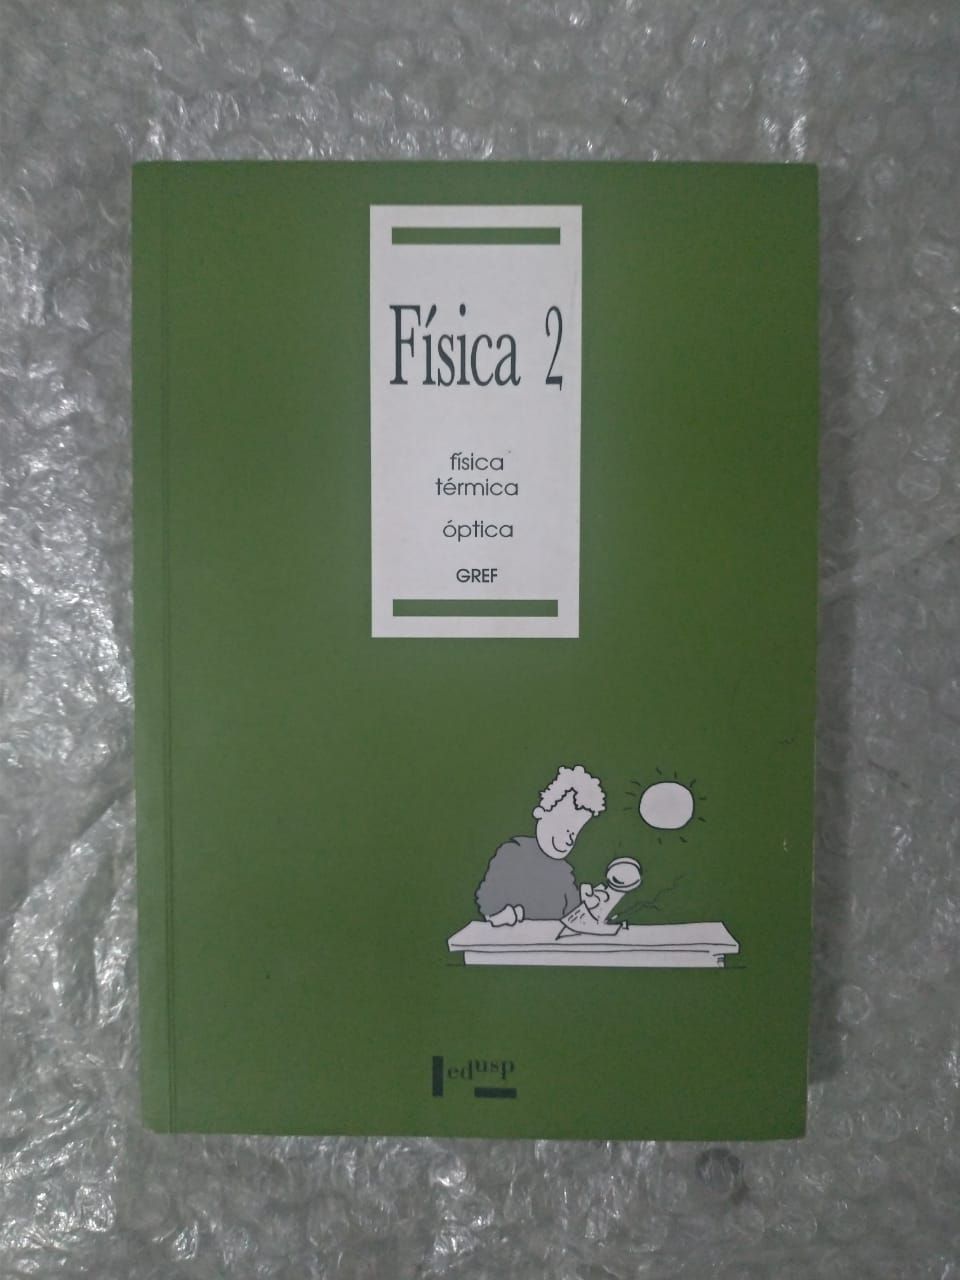 Física 2
física
térmica
óptica
GREF
edusp